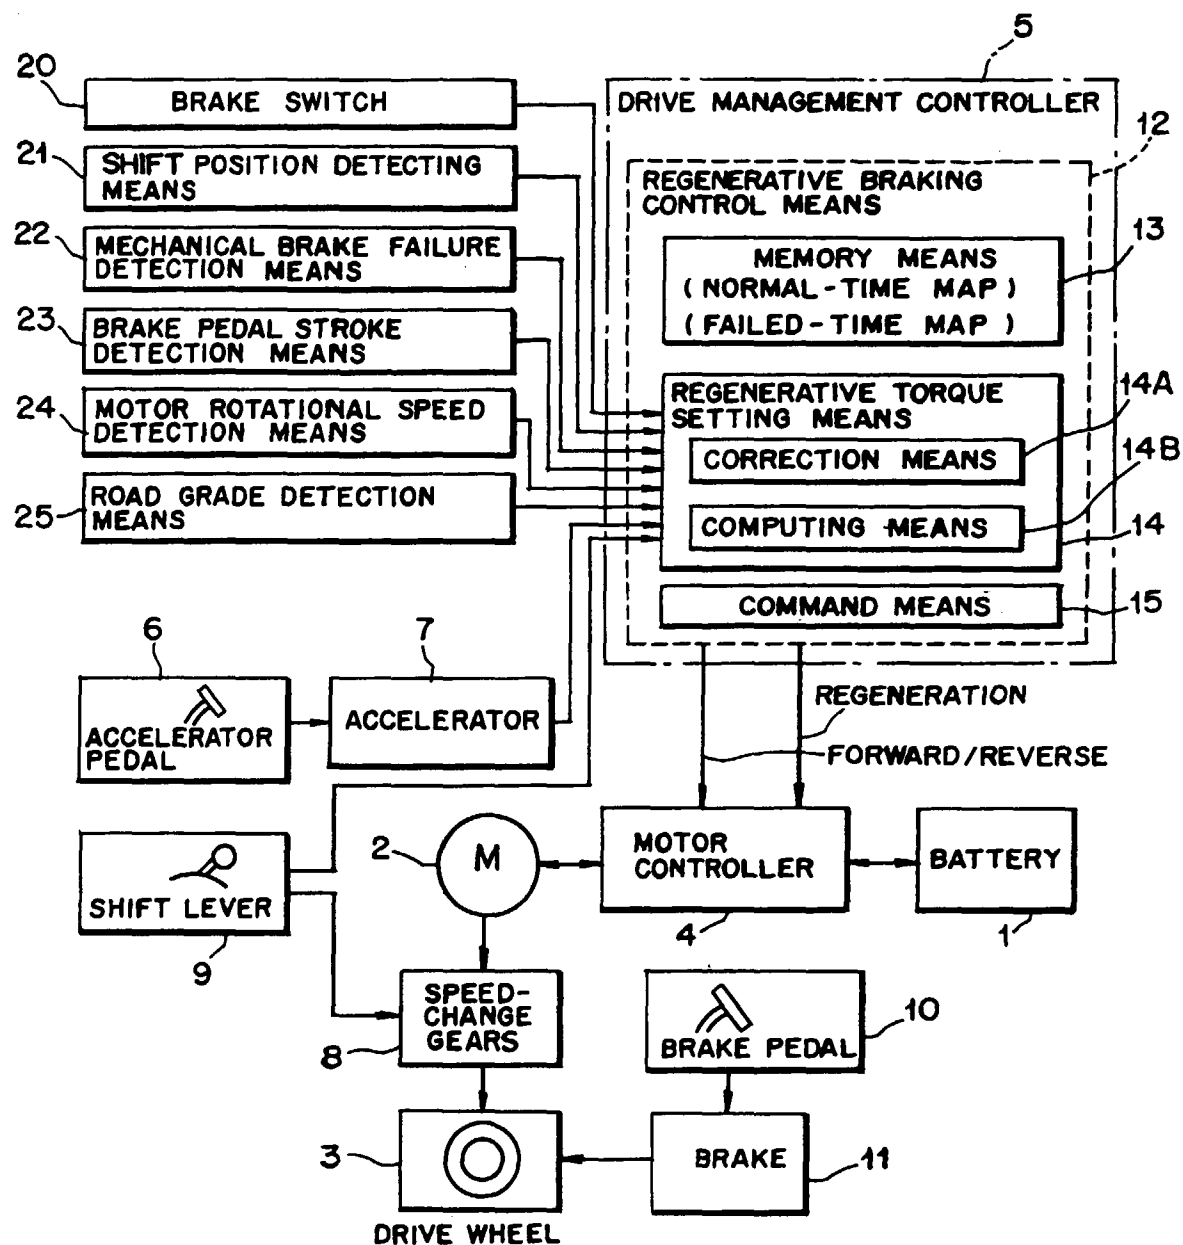 5
20
BRAKE SWITCH
DRIVE MANAGEMENT CONTROLLER
12
21
SHIFT POSITION DETECTING
MEANS
REGENERATIVE BRAKING
CONTROL MEANS
22
MECHANICAL BRAKE FAILURE
DETECTION MEANS
13
MEMORY MEANS
(NORMAL-TIME MAP)
(FAILED-TIME MAP)
23
BRAKE PEDAL STROKE
DETECTION MEANS
24
MOTOR ROTATIONAL SPEED
DETECTION MEANS
REGENERATIVE TORQUE
SETTING MEANS
14A
CORRECTION MEANS
14B
25
ROAD GRADE DETECTION
MEANS
COMPUTING MEANS
14
COMMAND MEANS
15
6
7
ACCELERATOR
PEDAL
ACCELERATOR
REGENERATION
FORWARD/REVERSE
SHIFT LEVER
9
2
M
MOTOR
CONTROLLER
4
BATTERY
1
SPEED-
CHANGE
GEARS
8
BRAKE PEDAL
10
3
BRAKE
11
DRIVE WHEEL